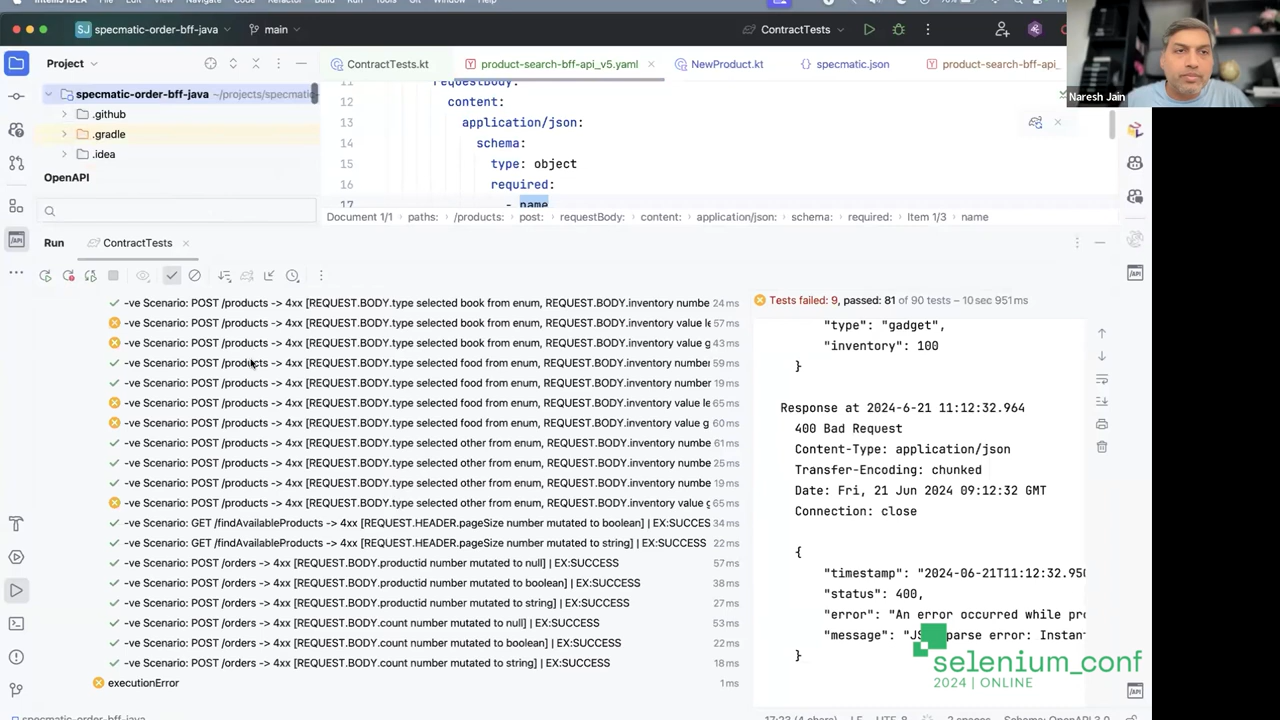 specmatic-order-bff-java
main
ContractTests
Naresh Jain
Project
ContractTests.kt
product-search-bff-api_v5.yaml
NewProduct.kt
specmatic.json
product-search-bff-api_
specmatic-order-bff-java ~/projects/specmatic
.github
.gradle
.idea
OpenAPI
requestBody:
12 content:
13 application/json:
14 schema:
15 type: object
16 required:
17 - name
Document 1/1 › paths: › /products: › post: › requestBody: › content: › application/json: › schema: › required: › Item 1/3 › name
Run
ContractTests
-ve Scenario: POST /products -> 4xx [REQUEST.BODY.type selected book from enum, REQUEST.BODY.inventory numbe 24 ms
-ve Scenario: POST /products -> 4xx [REQUEST.BODY.type selected book from enum, REQUEST.BODY.inventory value le 57 ms
-ve Scenario: POST /products -> 4xx [REQUEST.BODY.type selected book from enum, REQUEST.BODY.inventory value g 43 ms
-ve Scenario: POST /products -> 4xx [REQUEST.BODY.type selected food from enum, REQUEST.BODY.inventory number 59 ms
-ve Scenario: POST /products -> 4xx [REQUEST.BODY.type selected food from enum, REQUEST.BODY.inventory number 19 ms
-ve Scenario: POST /products -> 4xx [REQUEST.BODY.type selected food from enum, REQUEST.BODY.inventory value le 65 ms
-ve Scenario: POST /products -> 4xx [REQUEST.BODY.type selected food from enum, REQUEST.BODY.inventory value g 60 ms
-ve Scenario: POST /products -> 4xx [REQUEST.BODY.type selected other from enum, REQUEST.BODY.inventory numbe 61 ms
-ve Scenario: POST /products -> 4xx [REQUEST.BODY.type selected other from enum, REQUEST.BODY.inventory numbe 25 ms
-ve Scenario: POST /products -> 4xx [REQUEST.BODY.type selected other from enum, REQUEST.BODY.inventory numbe 19 ms
-ve Scenario: POST /products -> 4xx [REQUEST.BODY.type selected other from enum, REQUEST.BODY.inventory value g 65 ms
-ve Scenario: GET /findAvailableProducts -> 4xx [REQUEST.HEADER.pageSize number mutated to boolean] | EX:SUCCES 34 ms
-ve Scenario: GET /findAvailableProducts -> 4xx [REQUEST.HEADER.pageSize number mutated to string] | EX:SUCCESS 22 ms
-ve Scenario: POST /orders -> 4xx [REQUEST.BODY.productid number mutated to null] | EX:SUCCESS 57 ms
-ve Scenario: POST /orders -> 4xx [REQUEST.BODY.productid number mutated to boolean] | EX:SUCCESS 38 ms
-ve Scenario: POST /orders -> 4xx [REQUEST.BODY.productid number mutated to string] | EX:SUCCESS 27 ms
-ve Scenario: POST /orders -> 4xx [REQUEST.BODY.count number mutated to null] | EX:SUCCESS 53 ms
-ve Scenario: POST /orders -> 4xx [REQUEST.BODY.count number mutated to boolean] | EX:SUCCESS 22 ms
-ve Scenario: POST /orders -> 4xx [REQUEST.BODY.count number mutated to string] | EX:SUCCESS 18 ms
executionError 1 ms
Tests failed: 9, passed: 81 of 90 tests – 10 sec 951 ms
"type": "gadget",
"inventory": 100
}
Response at 2024-6-21 11:12:32.964
400 Bad Request
Content-Type: application/json
Transfer-Encoding: chunked
Date: Fri, 21 Jun 2024 09:12:32 GMT
Connection: close
{
"timestamp": "2024-06-21T11:12:32.950
"status": 400,
"error": "An error occurred while pro
"message": "JS parse error: Instan
}
selenium_conf
2024 | ONLINE